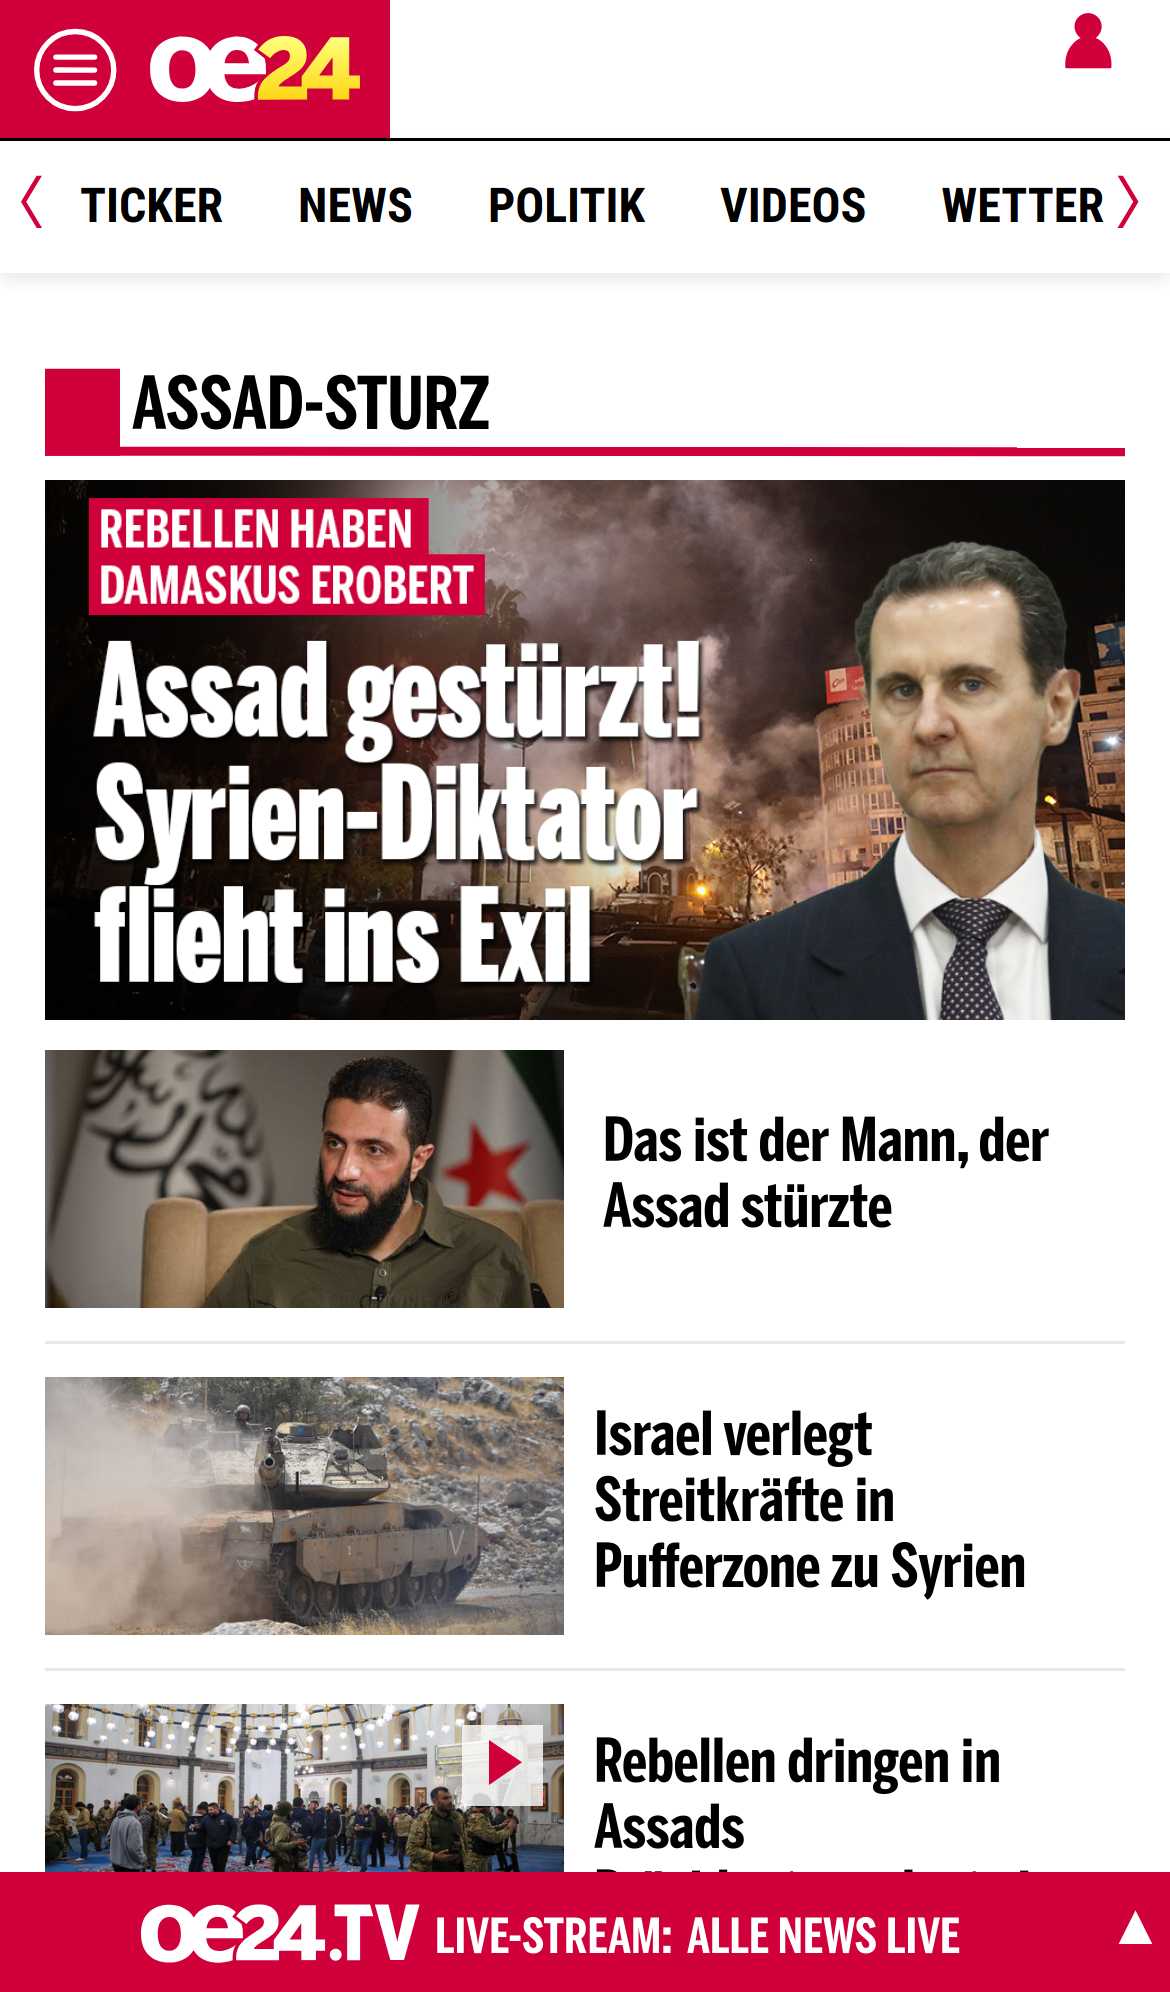 oe24
TICKER NEWS POLITIK VIDEOS WETTER
ASSAD-STURZ
REBELLEN HABEN
DAMASKUS EROBERT
Assad gestürzt!
Syrien-Diktator
flieht ins Exil
Das ist der Mann, der
Assad stürzte
Israel verlegt
Streitkräfte in
Pufferzone zu Syrien
Rebellen dringen in
Assads
oe24.TV LIVE-STREAM: ALLE NEWS LIVE